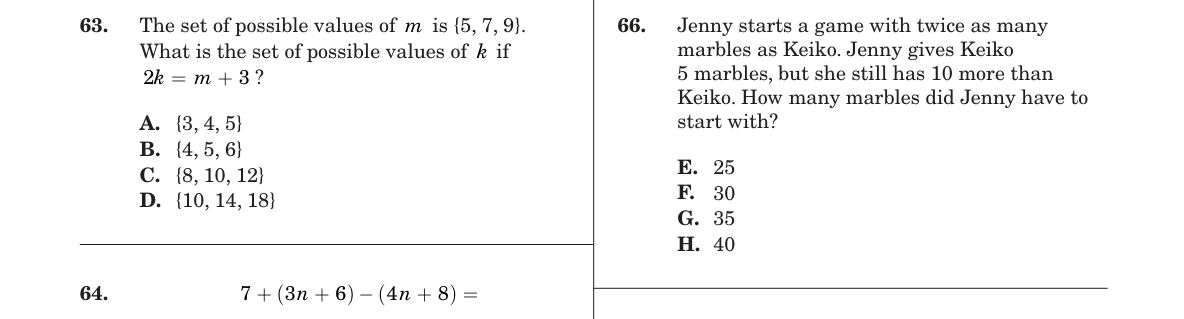 63. The set of possible values of m is {5, 7, 9}.
What is the set of possible values of k if
2k = m + 3 ?
A. {3, 4, 5}
B. {4, 5, 6}
C. {8, 10, 12}
D. {10, 14, 18}
64. 7 + (3n + 6) − (4n + 8) =
66. Jenny starts a game with twice as many
marbles as Keiko. Jenny gives Keiko
5 marbles, but she still has 10 more than
Keiko. How many marbles did Jenny have to
start with?
E. 25
F. 30
G. 35
H. 40